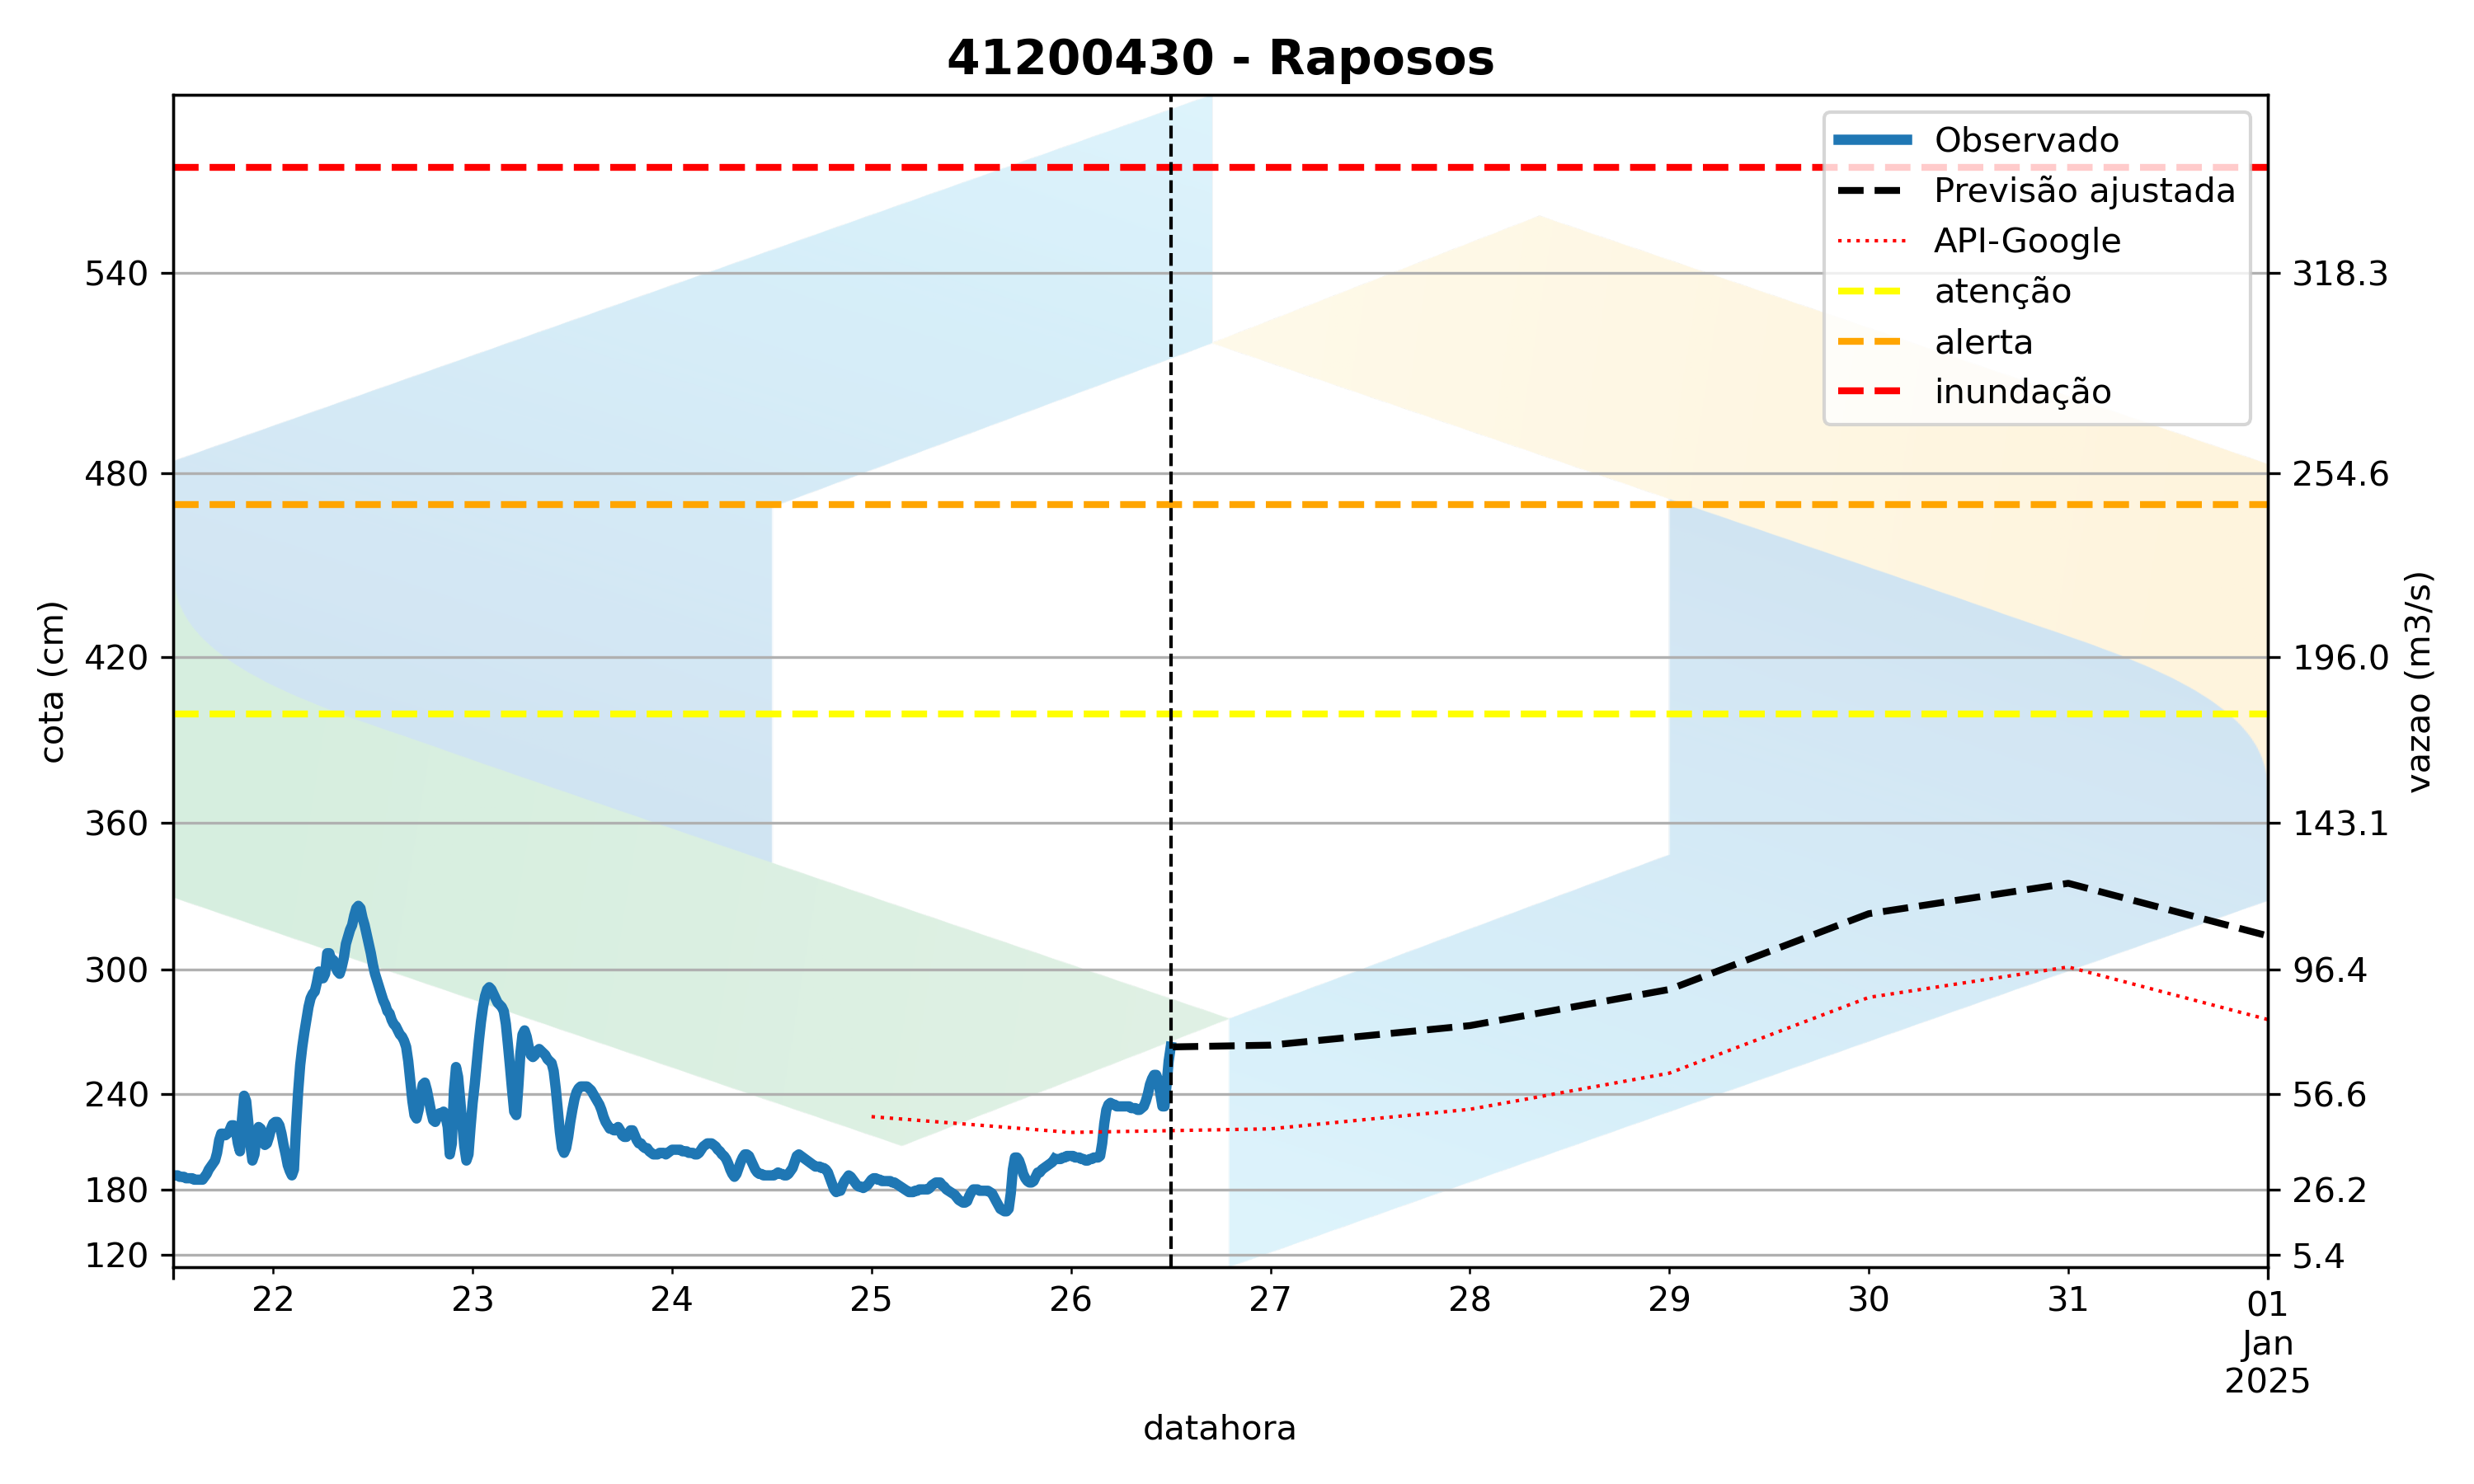 41200430 - Raposos
Observado
Previsão ajustada
API-Google
atenção
alerta
inundação
cota (cm)
540
480
420
360
300
240
180
120
318.3
254.6
196.0
143.1
96.4
56.6
26.2
5.4
vazao (m3/s)
22 23 24 25 26 27 28 29 30 31 01
Jan
2025
datahora